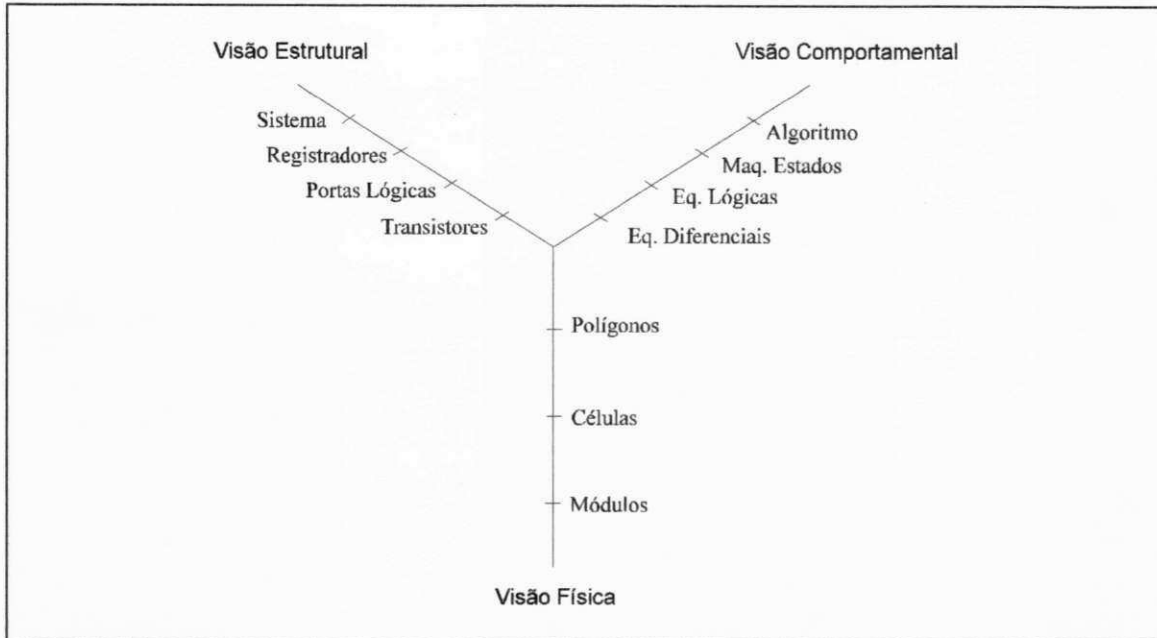 Visão Estrutural
Visão Comportamental
Sistema
Registradores
Portas Lógicas
Transistores
Algoritmo
Maq. Estados
Eq. Lógicas
Eq. Diferenciais
Polígonos
Células
Módulos
Visão Física